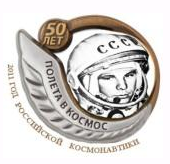 50
ЛЕТ
ПОЛЕТА В КОСМОС
СССР
2011 ГОД РОССИЙСКОЙ КОСМОНАВТИКИ